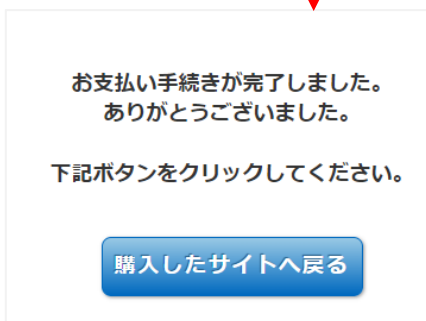 お支払い手続きが完了しました。
ありがとうございました。
下記ボタンをクリックしてください。
購入したサイトへ戻る